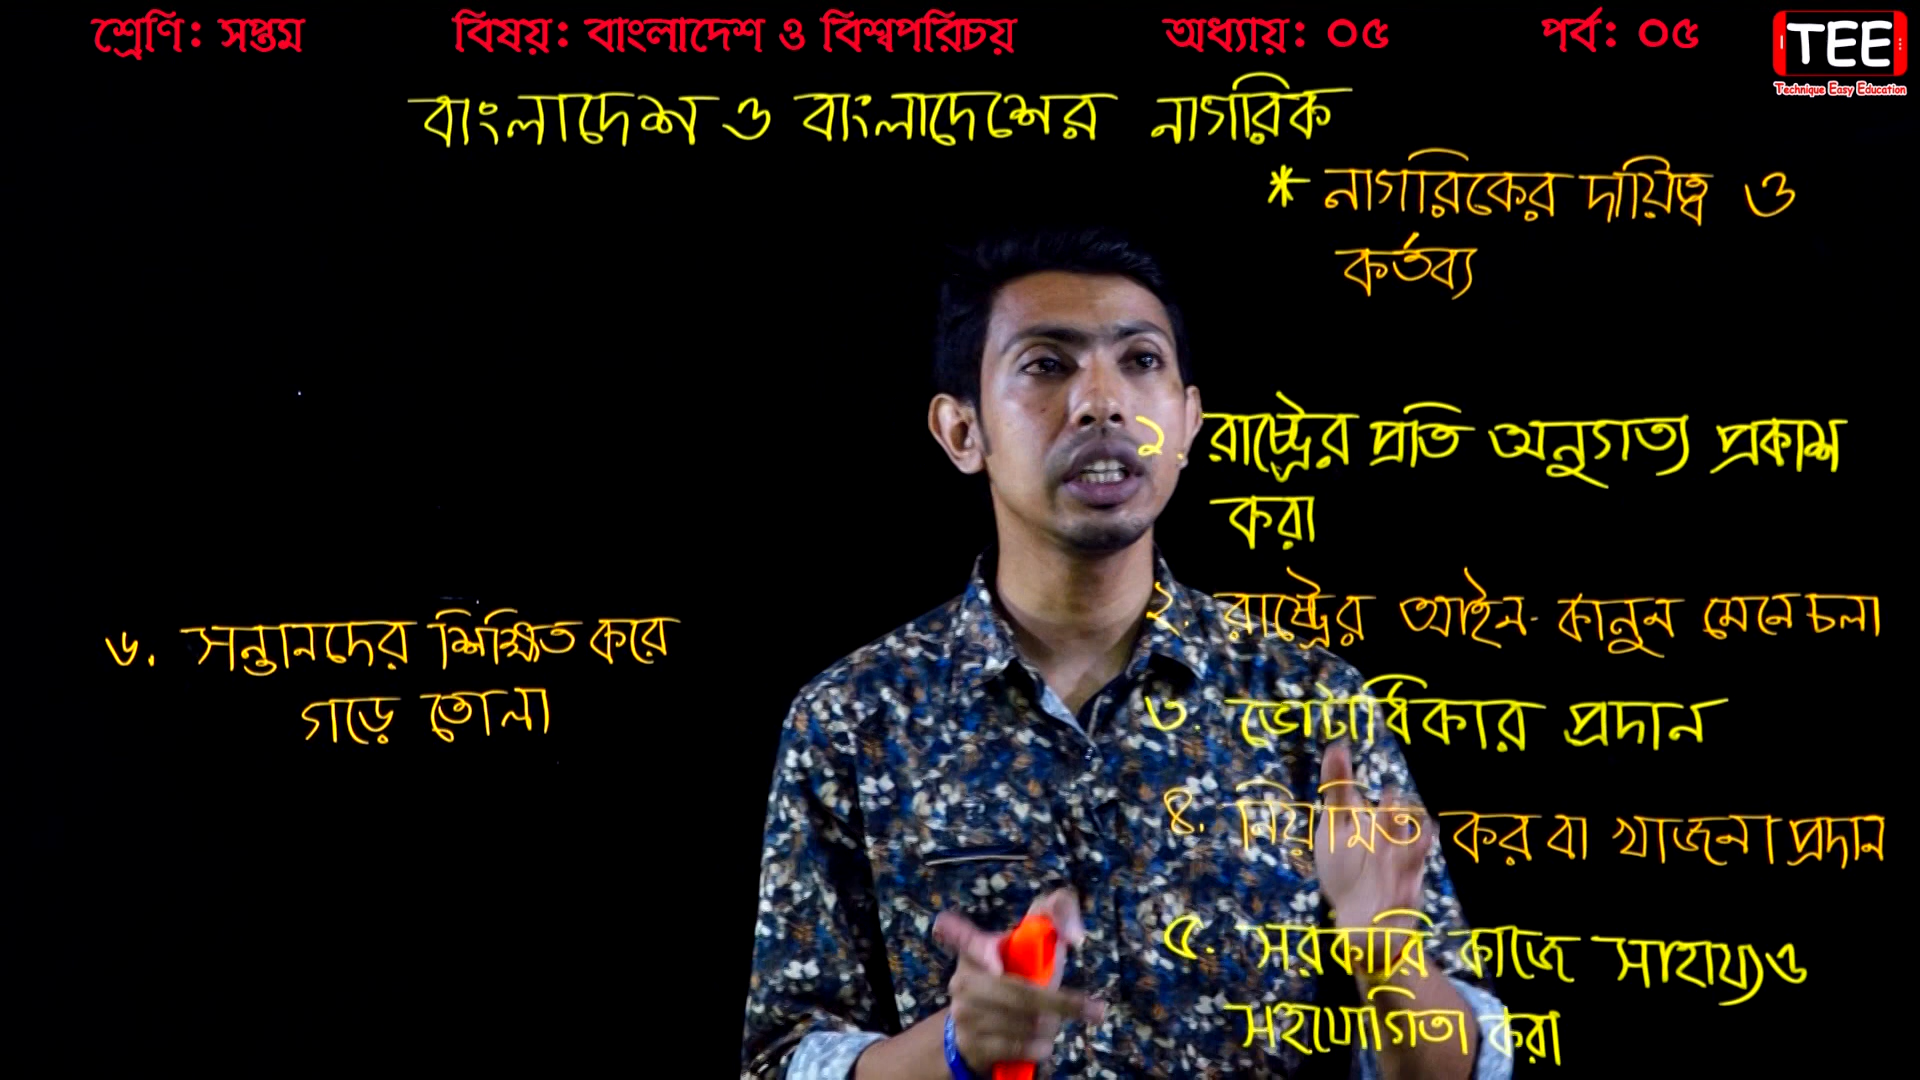 শ্রেণি: সপ্তম বিষয়: বাংলাদেশ ও বিশ্বপরিচয় অধ্যায়: ০৫ পর্ব: ০৫
TEE
Technique Easy Education
বাংলাদেশ ও বাংলাদেশের নাগরিক
* নাগরিকের দায়িত্ব ও
কর্তব্য
১. রাষ্ট্রের প্রতি অনুগত্য প্রকাশ
করা
২. রাষ্ট্রের আইন-কানুন মেনে চলা
৩. ভোটাধিকার প্রদান
৪. নিয়মিত কর বা খাজনা প্রদান
৫. সরকারি কাজে সাহায্য ও
সহযোগিতা করা
৬. সন্তানদের শিক্ষিত করে
গড়ে তোলা